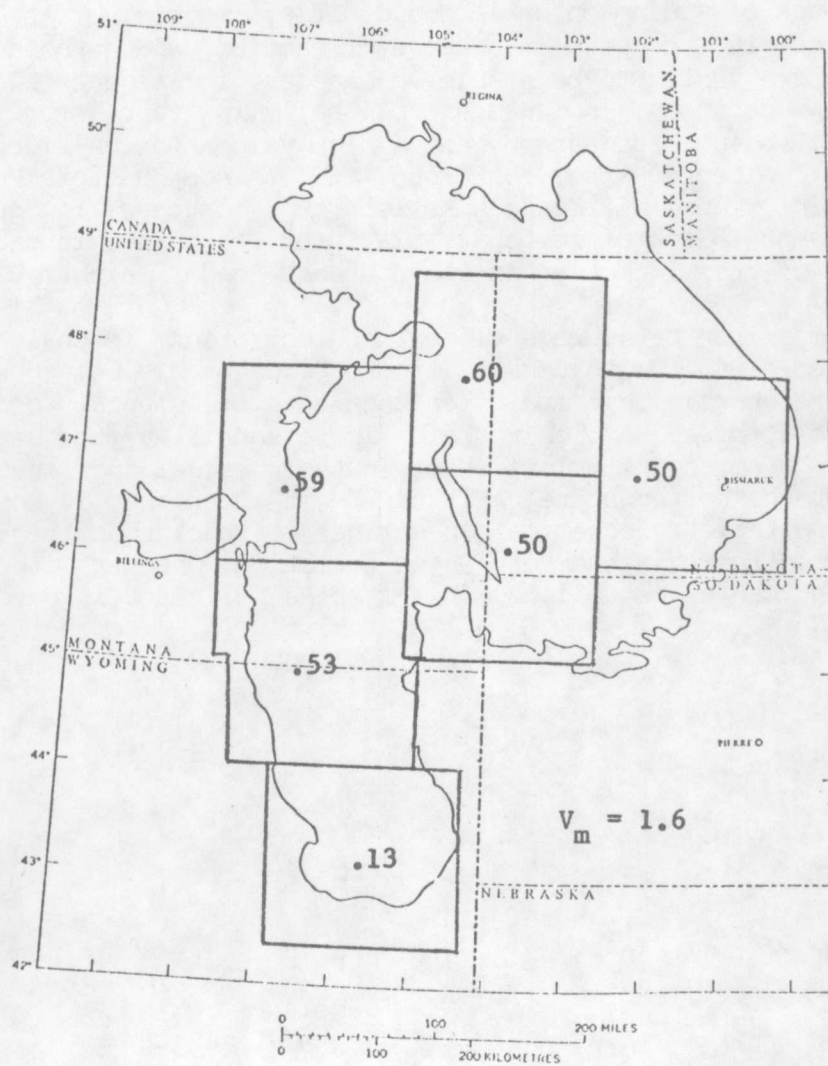 109° 108° 107° 106° 105° 104° 103° 102° 101° 100°
51°
REGINA
50°
SASKATCHEWAN
MANITOBA
49°
CANADA
UNITED STATES
48°
60
47°
59
50
BISMARCK
46°
50
BILLINGS
NO. DAKOTA
SO. DAKOTA
45°
MONTANA
WYOMING
53
44°
PIERRE
Vm = 1.6
43°
13
NEBRASKA
42°
0 100 200 MILES
0 100 200 KILOMETRES